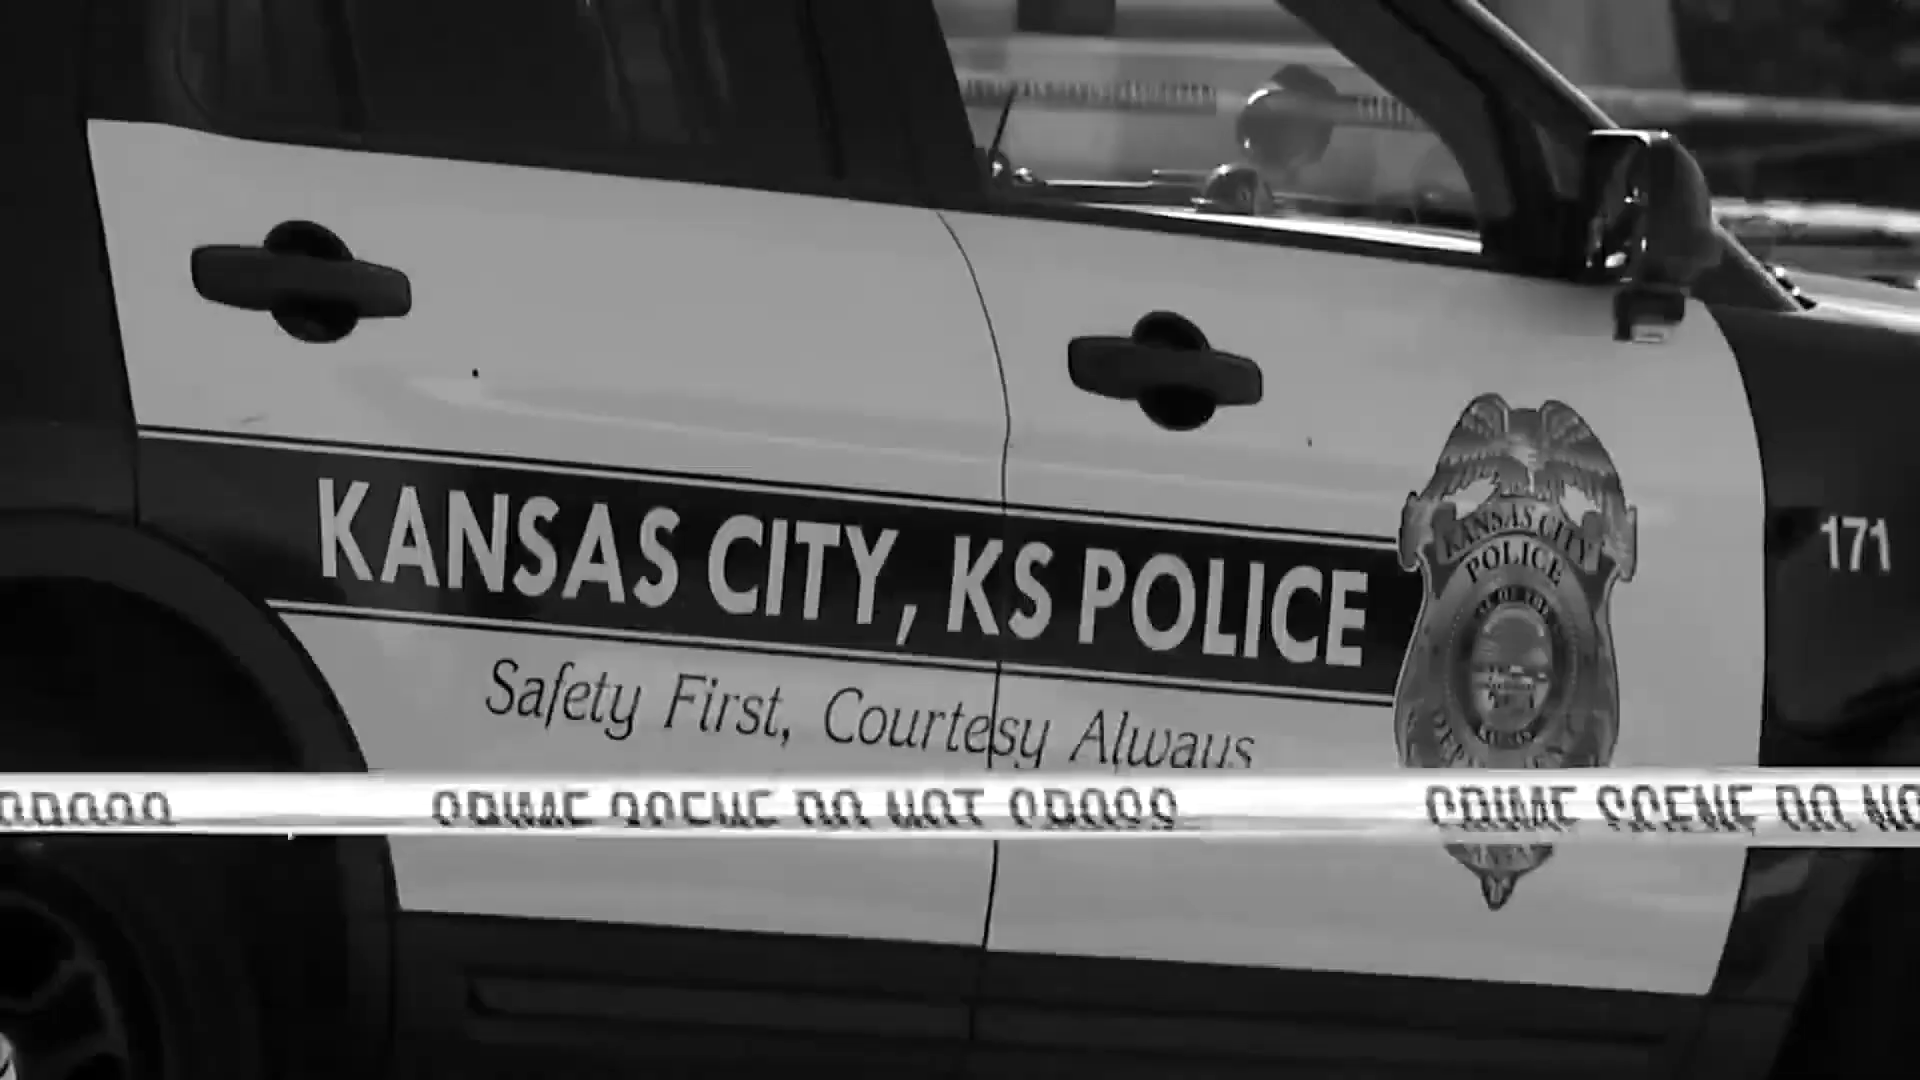 KANSAS CITY, KS POLICE
Safety First, Courtesy Always
KANSAS CITY
POLICE
171
CRIME SCENE DO NOT CROSS
CRIME SCENE DO NO